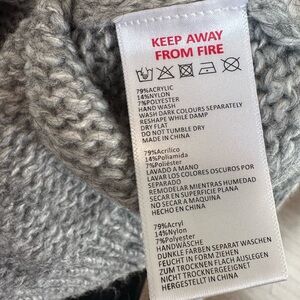 KEEP AWAY
FROM FIRE
79%ACRYLIC
14%NYLON
7%POLYESTER
HAND WASH
WASH DARK COLOURS SEPARATELY
RESHAPE WHILE DAMP
DRY FLAT
DO NOT TUMBLE DRY
MADE IN CHINA
79%Acrílico
14%Poliamida
7%Poliéster
LAVADO A MANO
LAVAR LOS COLORES OSCUROS POR
SEPARADO
REMODELAR MIENTRAS HUMEDAD
SECAR EN SUPERFICIE PLANA
NO SECAR EN MAQUINA
HECHO EN CHINA
79%Acryl
14%Nylon
7%Polyester
HANDWÄSCHE
DUNKLE FARBEN SEPARAT WASCHEN
FEUCHT IN FORM ZIEHEN
ZUM TROCKNEN FLACH AUSLEGEN
NICHT TROCKNERGEEIGNET
HERGESTELLT IN CHINA